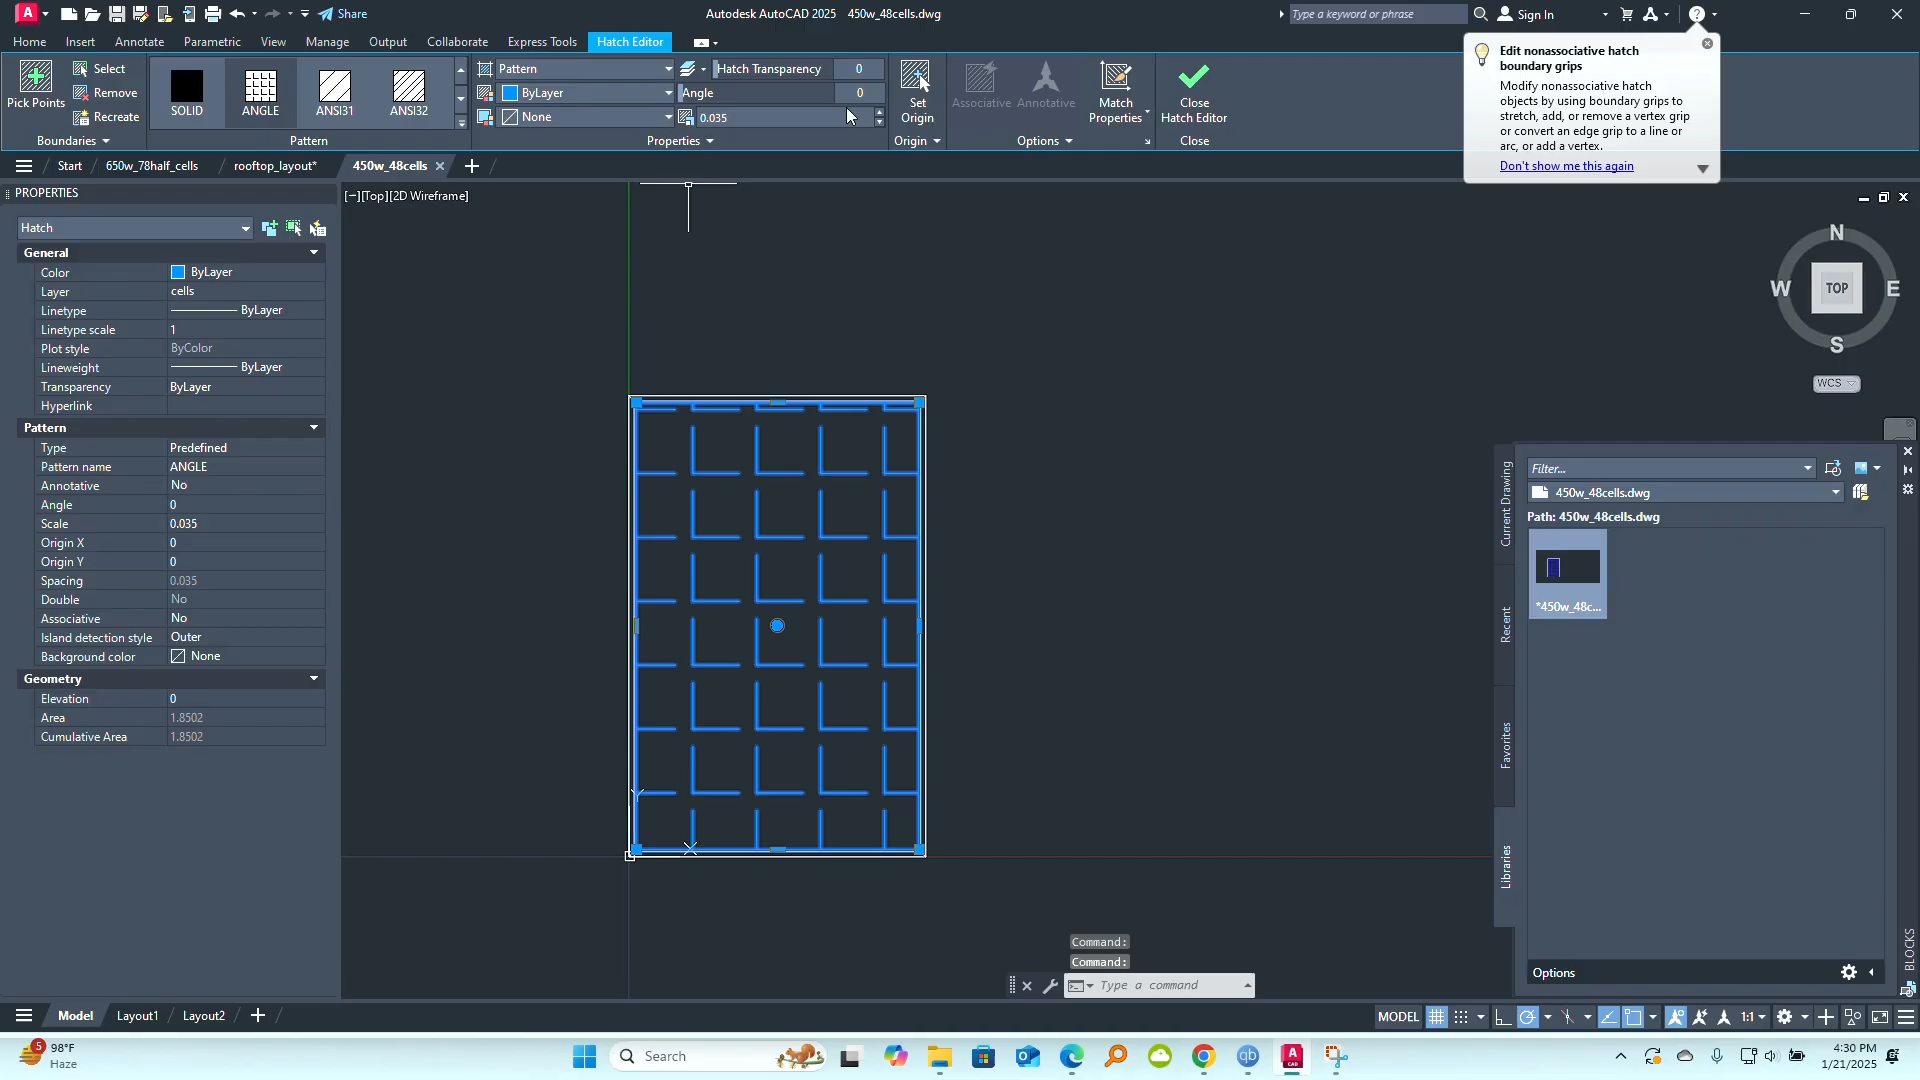 Share
Autodesk AutoCAD 2025 450w_48cells.dwg
Type a keyword or phrase
Sign In
Home Insert Annotate Parametric View Manage Output Collaborate Express Tools Hatch Editor
Pick Points
Select
Remove
Recreate
Boundaries
SOLID
ANGLE
ANSI31
ANSI32
Pattern
Pattern
ByLayer
None
Hatch Transparency 0
Angle 0
0.035
Properties
Set
Origin
Origin
Associative
Annotative
Match
Properties
Options
Close
Hatch Editor
Close
Edit nonassociative hatch
boundary grips
Modify nonassociative hatch
objects by using boundary grips to
stretch, add, or remove a vertex grip
or convert an edge grip to a line or
arc, or add a vertex.
Don't show me this again
Start 650w_78half_cells rooftop_layout* 450w_48cells
PROPERTIES
Hatch
General
Color ByLayer
Layer cells
Linetype ByLayer
Linetype scale 1
Plot style ByColor
Lineweight ByLayer
Transparency ByLayer
Hyperlink
Pattern
Type Predefined
Pattern name ANGLE
Annotative No
Angle 0
Scale 0.035
Origin X 0
Origin Y 0
Spacing 0.035
Double No
Associative No
Island detection style Outer
Background color None
Geometry
Elevation 0
Area 1.8502
Cumulative Area 1.8502
[−][Top][2D Wireframe]
N
W TOP E
S
WCS
Y
X
Filter...
450w_48cells.dwg
Path: 450w_48cells.dwg
*450w_48c...
Current Drawing
Recent
Favorites
Libraries
BLOCKS
Options
Command:
Command:
Type a command
Model Layout1 Layout2
MODEL
1:1
5
98°F
Haze
Search
4:30 PM
1/21/2025